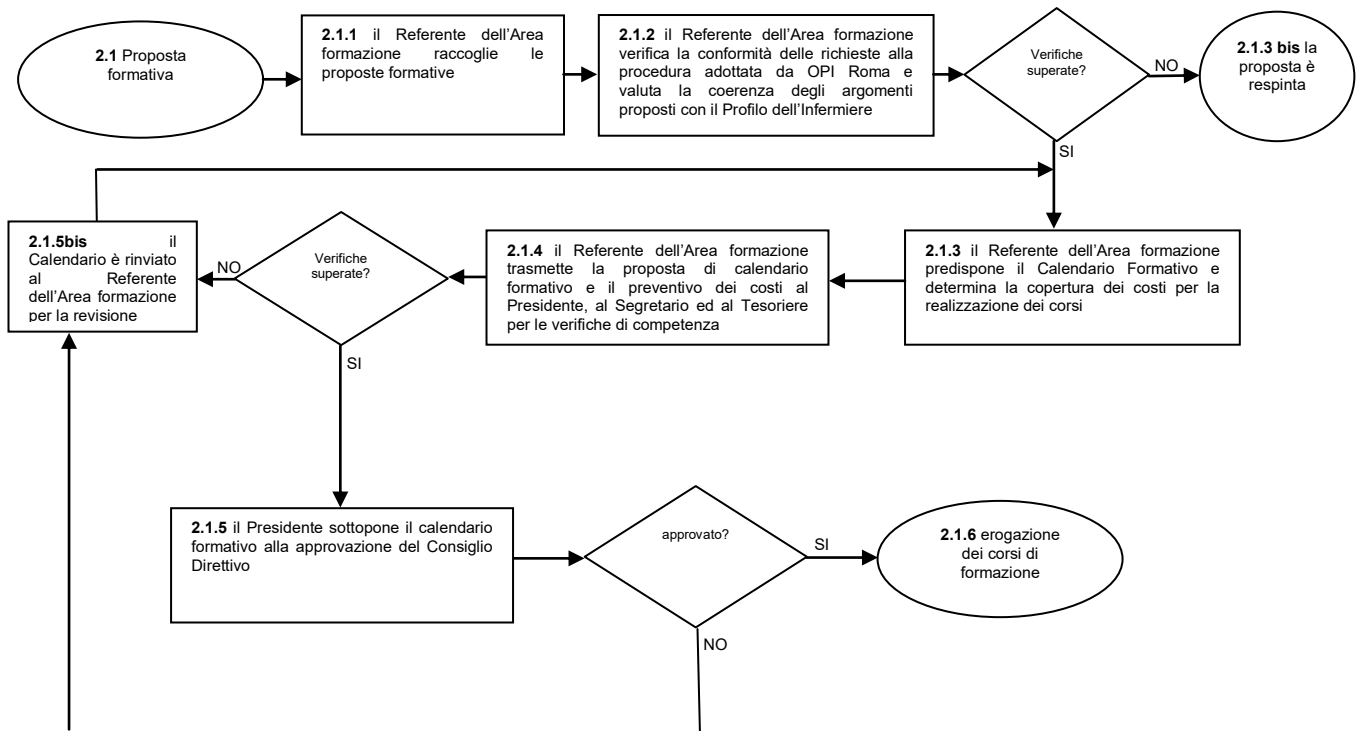 2.1 Proposta
formativa
2.1.1 il Referente dell'Area
formazione raccoglie le
proposte formative
2.1.2 il Referente dell'Area formazione
verifica la conformità delle richieste alla
procedura adottata da OPI Roma e
valuta la coerenza degli argomenti
proposti con il Profilo dell'Infermiere
Verifiche
superate?
NO
2.1.3 bis la
proposta è
respinta
SI
2.1.3 il Referente dell'Area formazione
predispone il Calendario Formativo e
determina la copertura dei costi per la
realizzazione dei corsi
2.1.4 il Referente dell'Area formazione
trasmette la proposta di calendario
formativo e il preventivo dei costi al
Presidente, al Segretario ed al Tesoriere
per le verifiche di competenza
Verifiche
superate?
NO
2.1.5bis il
Calendario è rinviato
al Referente
dell'Area formazione
per la revisione
SI
2.1.5 il Presidente sottopone il calendario
formativo alla approvazione del Consiglio
Direttivo
approvato?
SI
2.1.6 erogazione
dei corsi di
formazione
NO